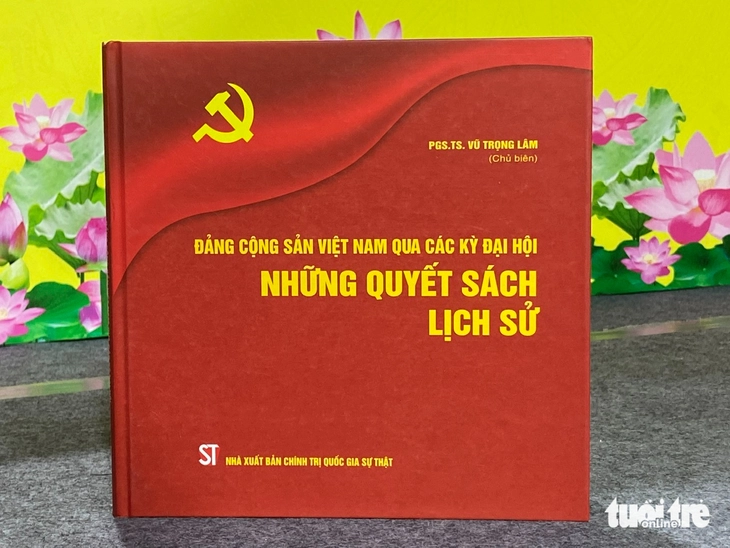 PGS.TS. VŨ TRỌNG LÂM
(Chủ biên)
ĐẢNG CỘNG SẢN VIỆT NAM QUA CÁC KỲ ĐẠI HỘI
NHỮNG QUYẾT SÁCH
LỊCH SỬ
ST NHÀ XUẤT BẢN CHÍNH TRỊ QUỐC GIA SỰ THẬT
tuổi trẻ
online